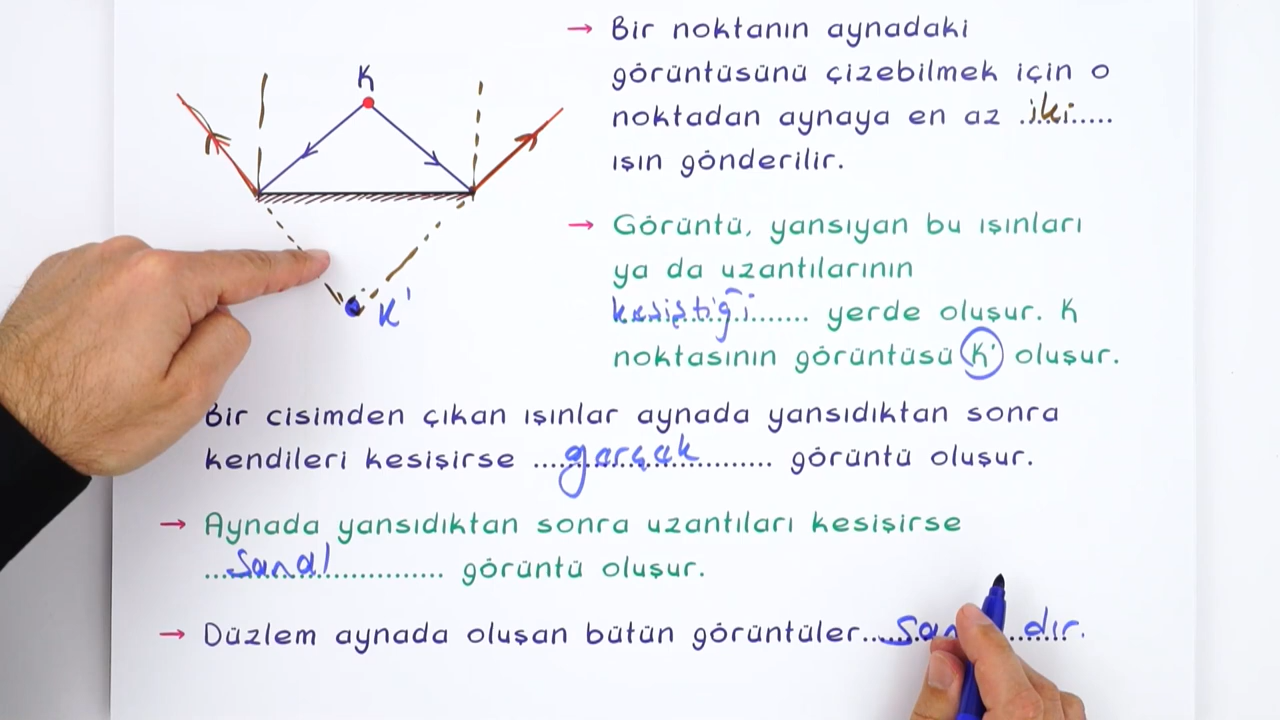 K
K'
→ Bir noktanın aynadaki
görüntüsünü çizebilmek için o
noktadan aynaya en az .iki.....
ışın gönderilir.
→ Görüntü, yansıyan bu ışınları
ya da uzantılarının
kesiştiği....... yerde oluşur. K
noktasının görüntüsü K' oluşur.
Bir cisimden çıkan ışınlar aynada yansıdıktan sonra
kendileri kesişirse ....gerçek........ görüntü oluşur.
→ Aynada yansıdıktan sonra uzantıları kesişirse
...Sanal............ görüntü oluşur.
→ Düzlem aynada oluşan bütün görüntüler....San ...dır.